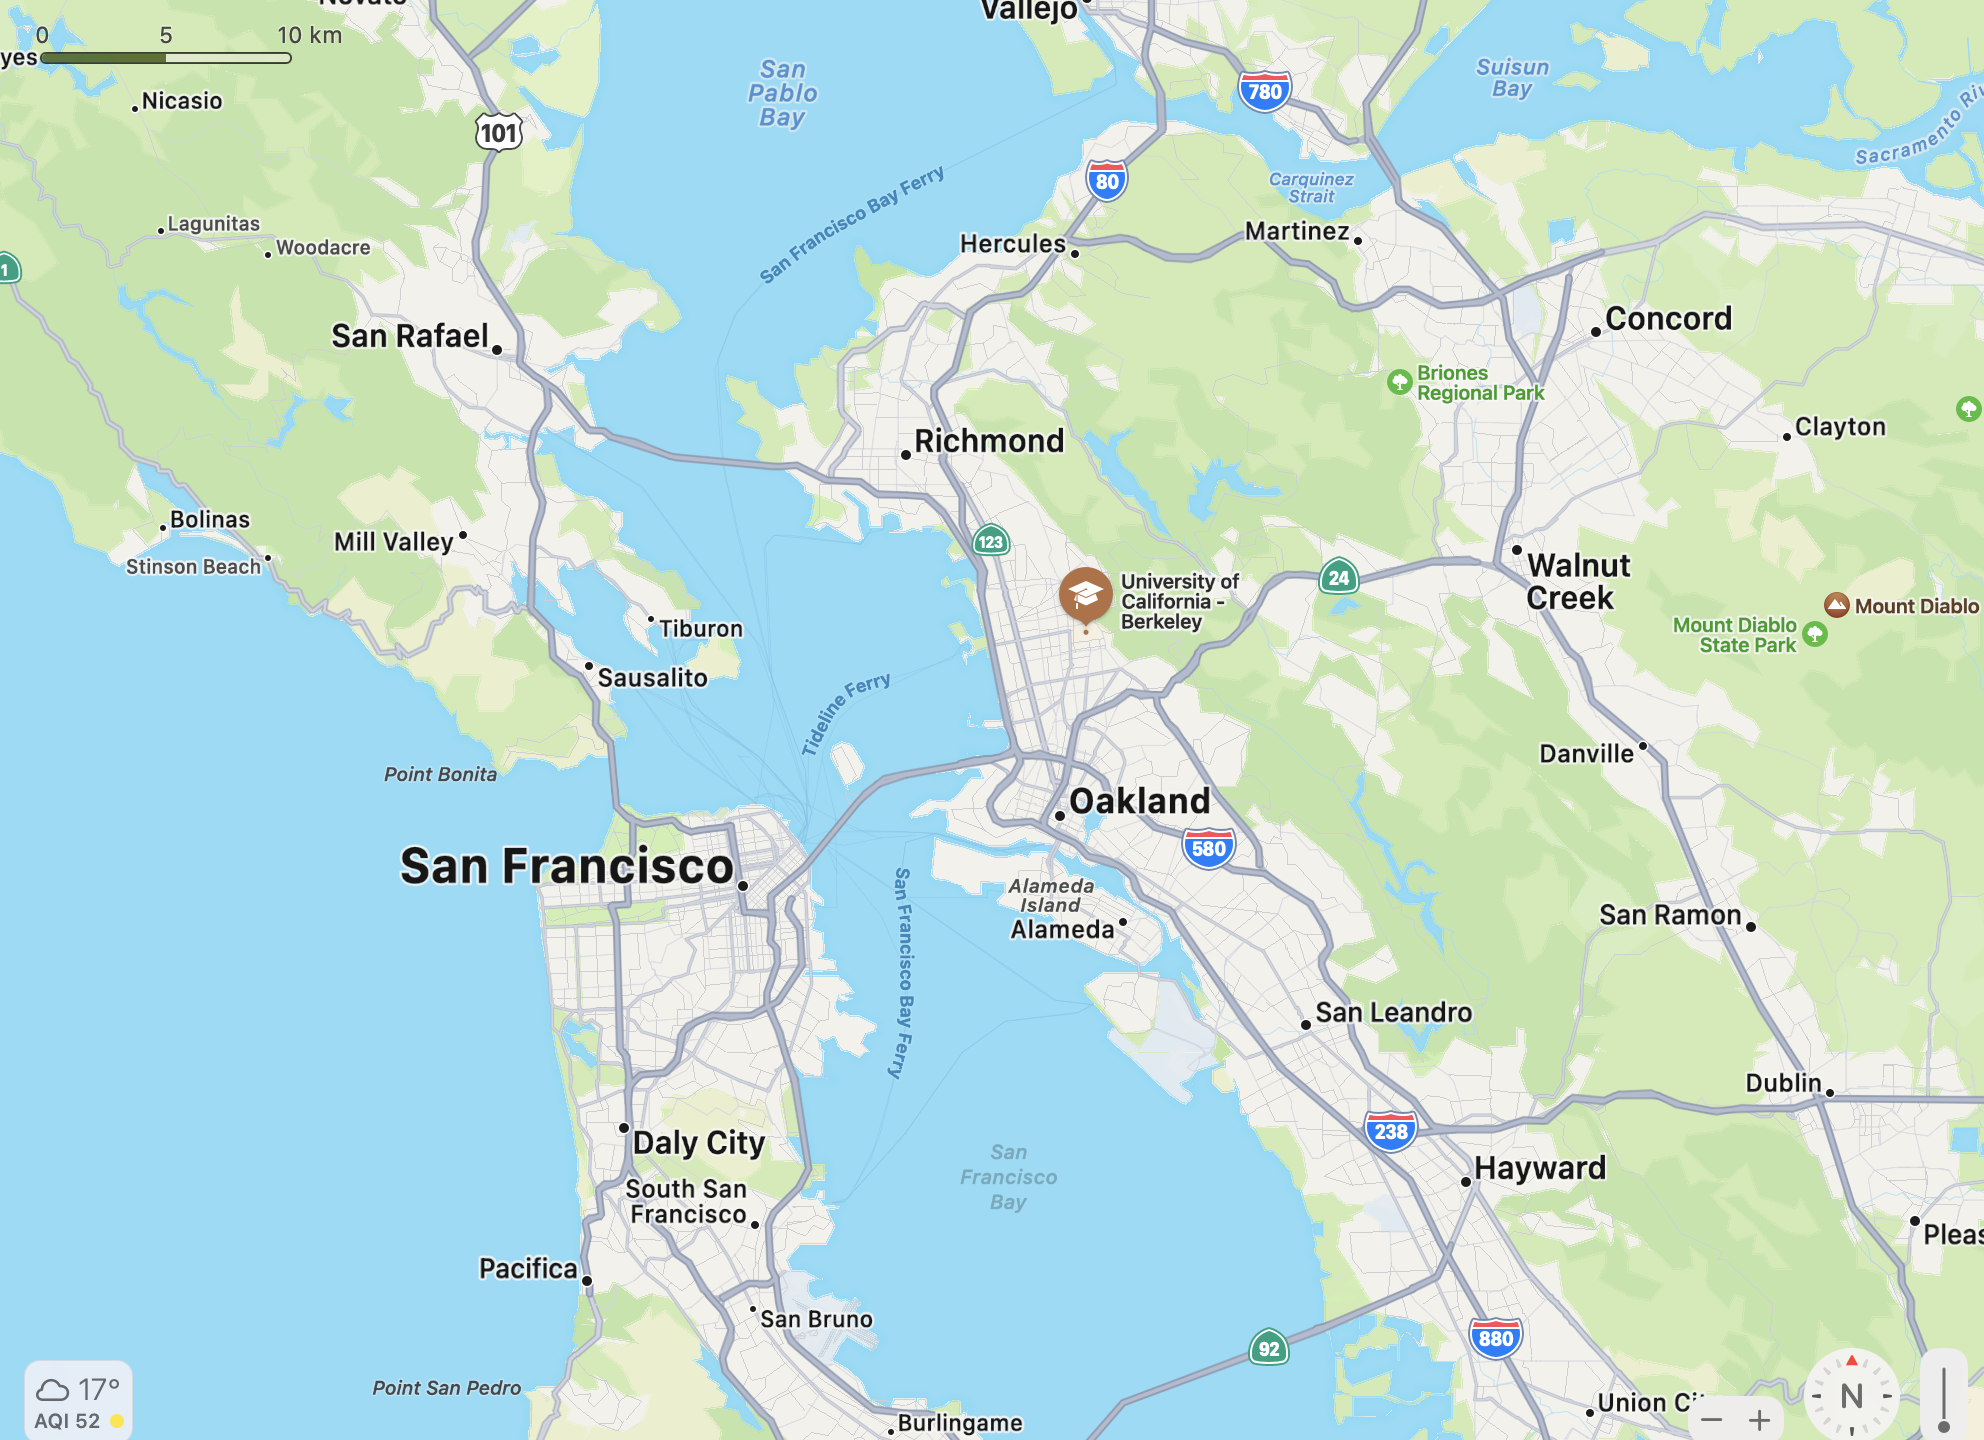 Novato
0 5 10 km
yes
Nicasio
101
San
Pablo
Bay
Vallejo
780
Suisun
Bay
Sacramento Riv
80
Carquinez
Strait
San Francisco Bay Ferry
Lagunitas
Woodacre
1
Hercules
Martinez
San Rafael
Concord
Briones
Regional Park
Clayton
Richmond
Bolinas
Stinson Beach
Mill Valley
123
University of
California -
Berkeley
24
Walnut
Creek
Mount Diablo
Mount Diablo
State Park
Tiburon
Sausalito
Tideline Ferry
Point Bonita
Danville
Oakland
580
San Francisco
San Francisco Bay Ferry
Alameda
Island
Alameda
San Ramon
San Leandro
Dublin
Daly City
238
San
Francisco
Bay
Hayward
South San
Francisco
Pleas
Pacifica
San Bruno
92
880
Point San Pedro
17°
AQI 52
Burlingame
Union Ci
N